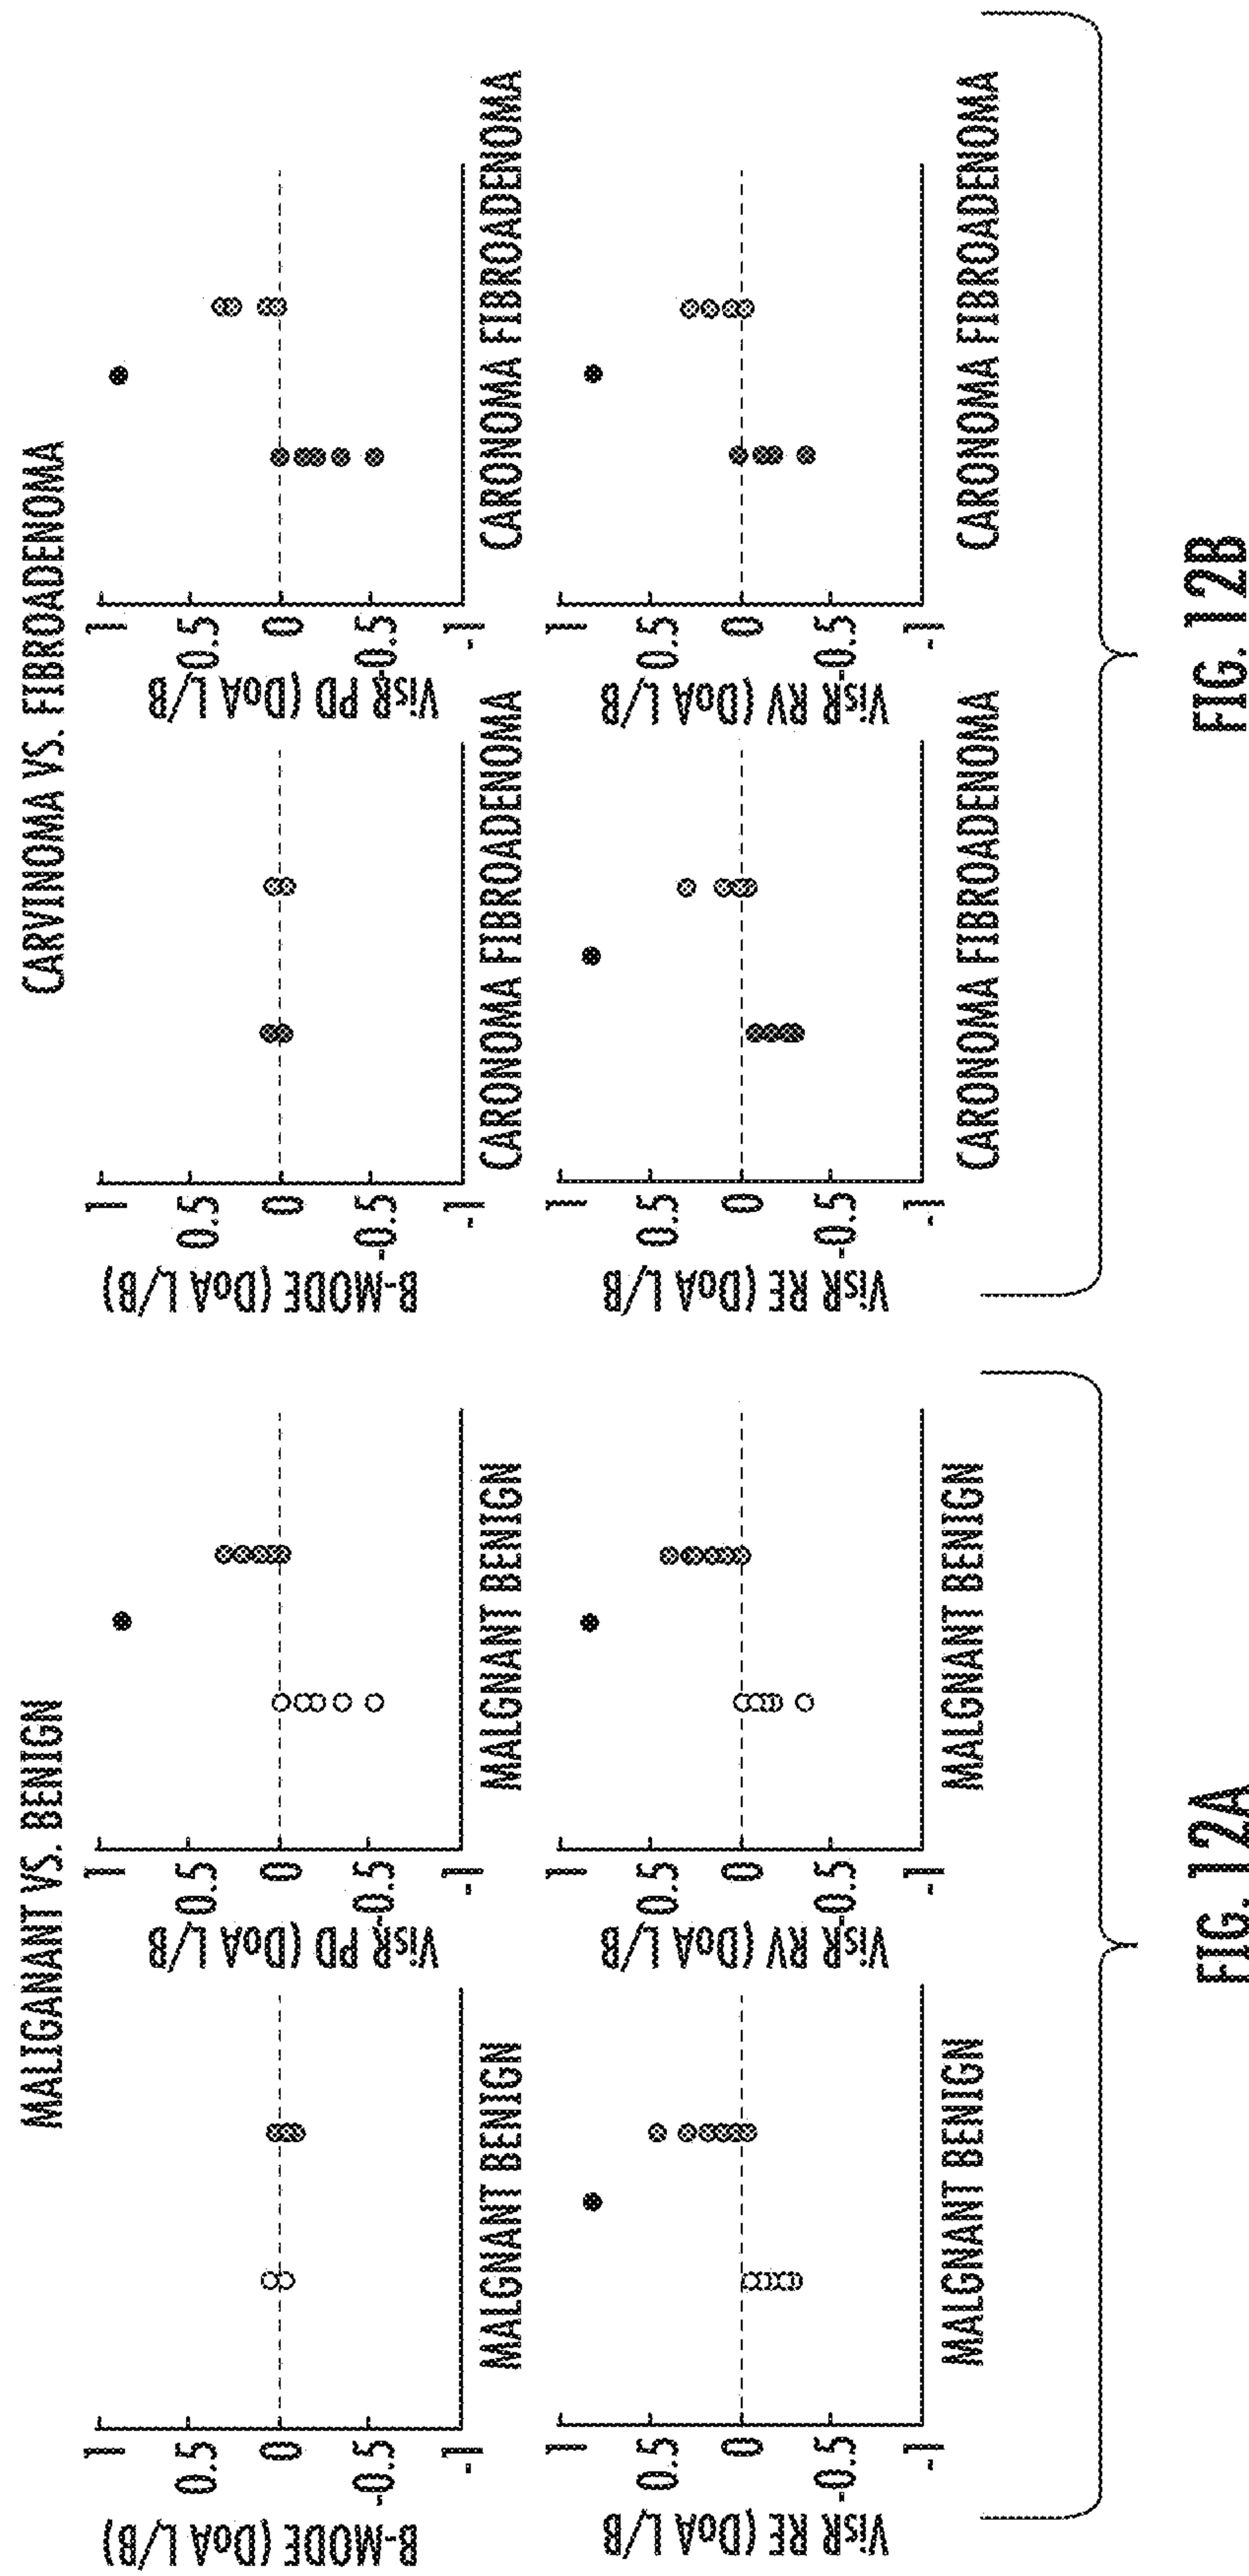 MALIGANANT VS. BENIGN
B-MODE (DoA L/B)
1
0.5
0
-0.5
-1
MALGNANT BENIGN
VisR PD (DoA L/B
1
0.5
0
-0.5
-1
MALGNANT BENIGN
VisR RE (DoA L/B
1
0.5
0
-0.5
-1
MALGNANT BENIGN
VisR RV (DoA L/B
1
0.5
0
-0.5
-1
MALGNANT BENIGN
FIG. 12A
CARVINOMA VS. FIBROADENOMA
B-MODE (DoA L/B)
1
0.5
0
-0.5
-1
CARONOMA FIBROADENOMA
VisR PD (DoA L/B
1
0.5
0
-0.5
-1
CARONOMA FIBROADENOMA
VisR RE (DoA L/B
1
0.5
0
-0.5
-1
CARONOMA FIBROADENOMA
VisR RV (DoA L/B
1
0.5
0
-0.5
-1
CARONOMA FIBROADENOMA
FIG. 12B